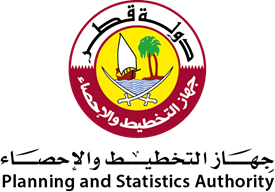 دولة قطر
جهاز التخطيط والإحصاء
جهاز التخطيط والإحصاء
Planning and Statistics Authority